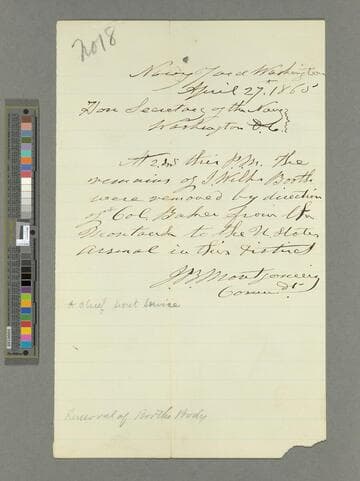 2018
Navy Yard Washington
April 27. 1865
Hon Secretary of the Navy
Washington D.C.
At 2.45 this P.M. the
remains of J. Wilkes Booth
were removed by direction
of Col. Baker from the
Montauk to the U States
Arsenal in this District
J B Montgomery
Comdt.
* Chief Secret Service
Removal of Booths Body